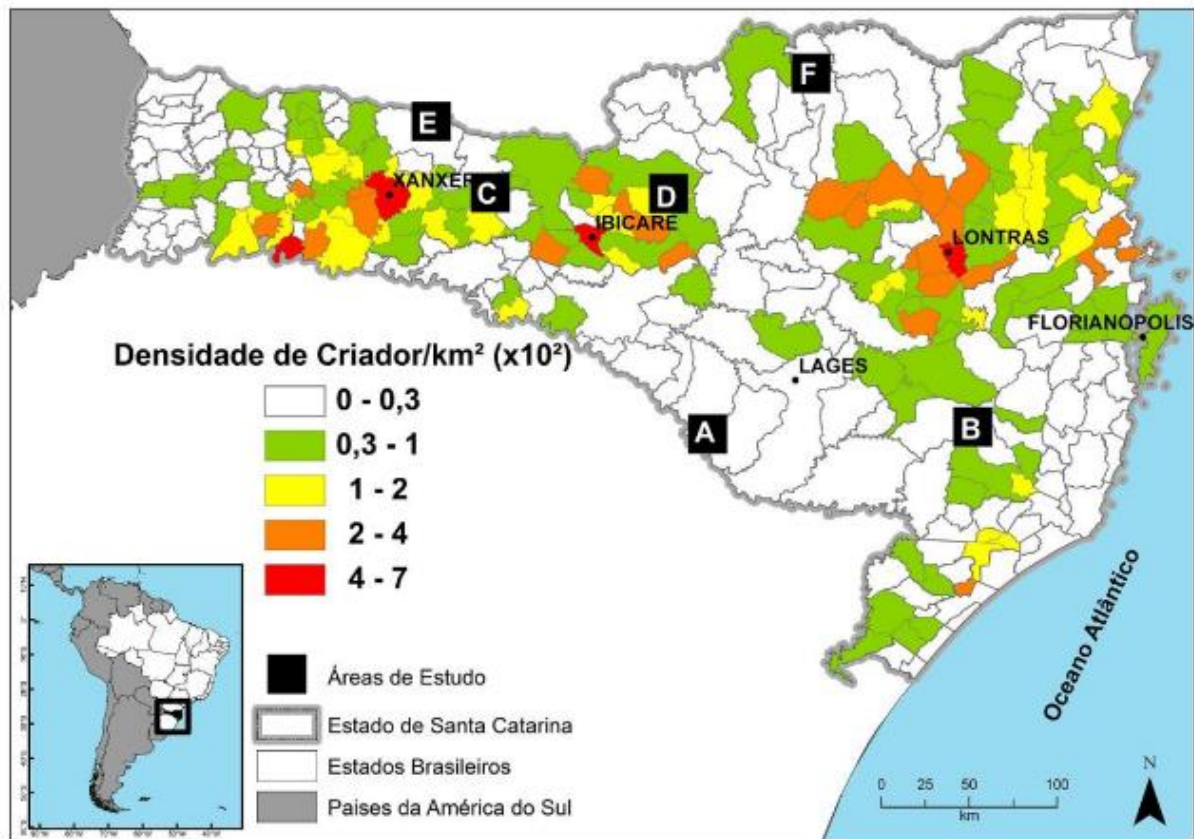 F
E
XANXER
C
D
IBICARE
LONTRAS
FLORIANOPOLIS
LAGES
A
B
Densidade de Criador/km² (x10²)
0 - 0,3
0,3 - 1
1 - 2
2 - 4
4 - 7
Áreas de Estudo
Estado de Santa Catarina
Estados Brasileiros
Paises da América do Sul
Oceano Atlântico
N
0 25 50 100
km